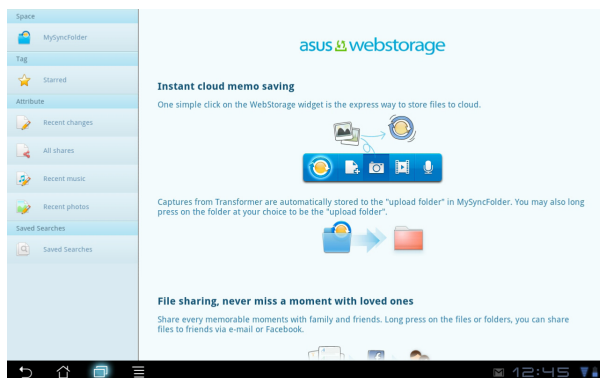 Space
MySyncFolder
Tag
Starred
Attribute
Recent changes
All shares
Recent music
Recent photos
Saved Searches
Saved Searches
asus webstorage
Instant cloud memo saving
One simple click on the WebStorage widget is the express way to store files to cloud.
Captures from Transformer are automatically stored to the "upload folder" in MySyncFolder. You may also long
press on the folder at your choice to be the "upload folder".
File sharing, never miss a moment with loved ones
Share every memorable moments with family and friends. Long press on the files or folders, you can share
files to friends via e-mail or Facebook.
12:45